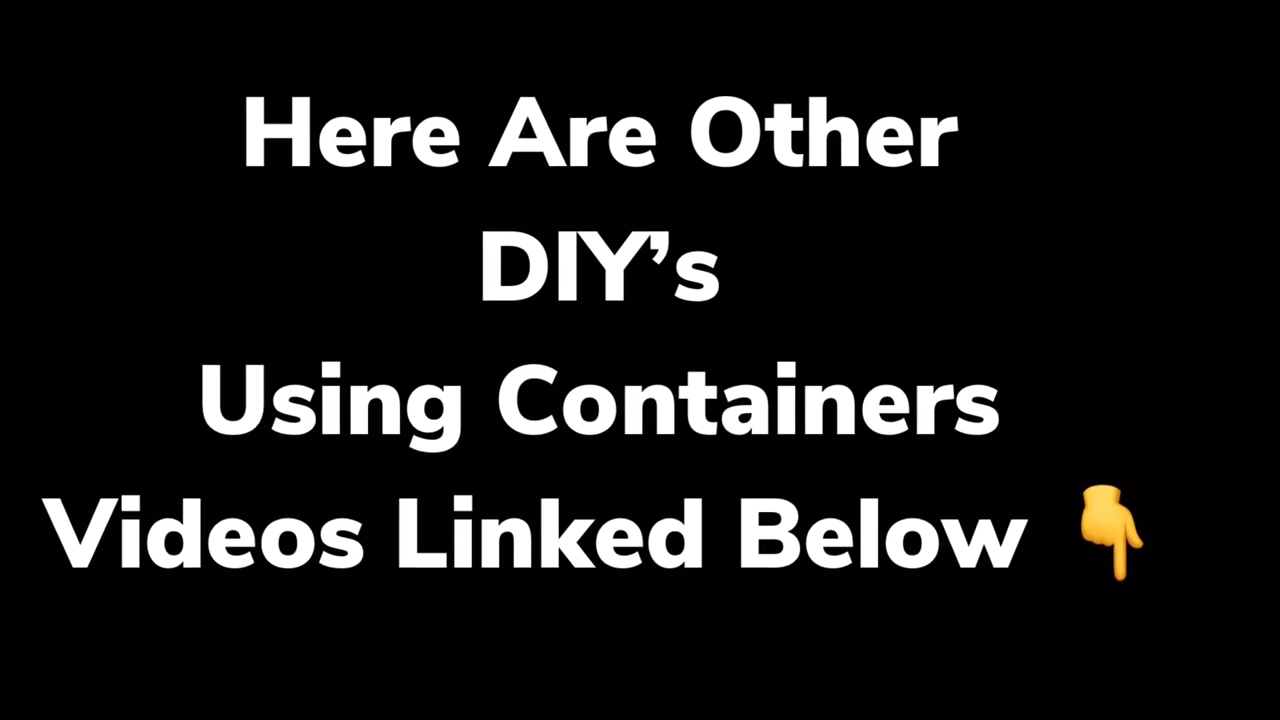 Here Are Other
DIY’s
Using Containers
Videos Linked Below 👇